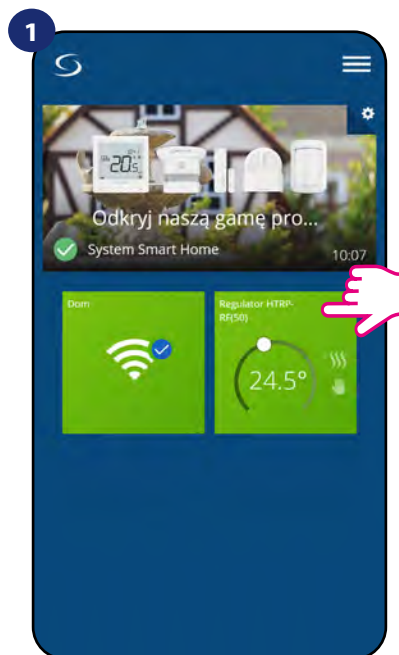 1
Odkryj naszą gamę pro...
System Smart Home
10:07
Dom
Regulator HTRP-
RF(50)
24.5°